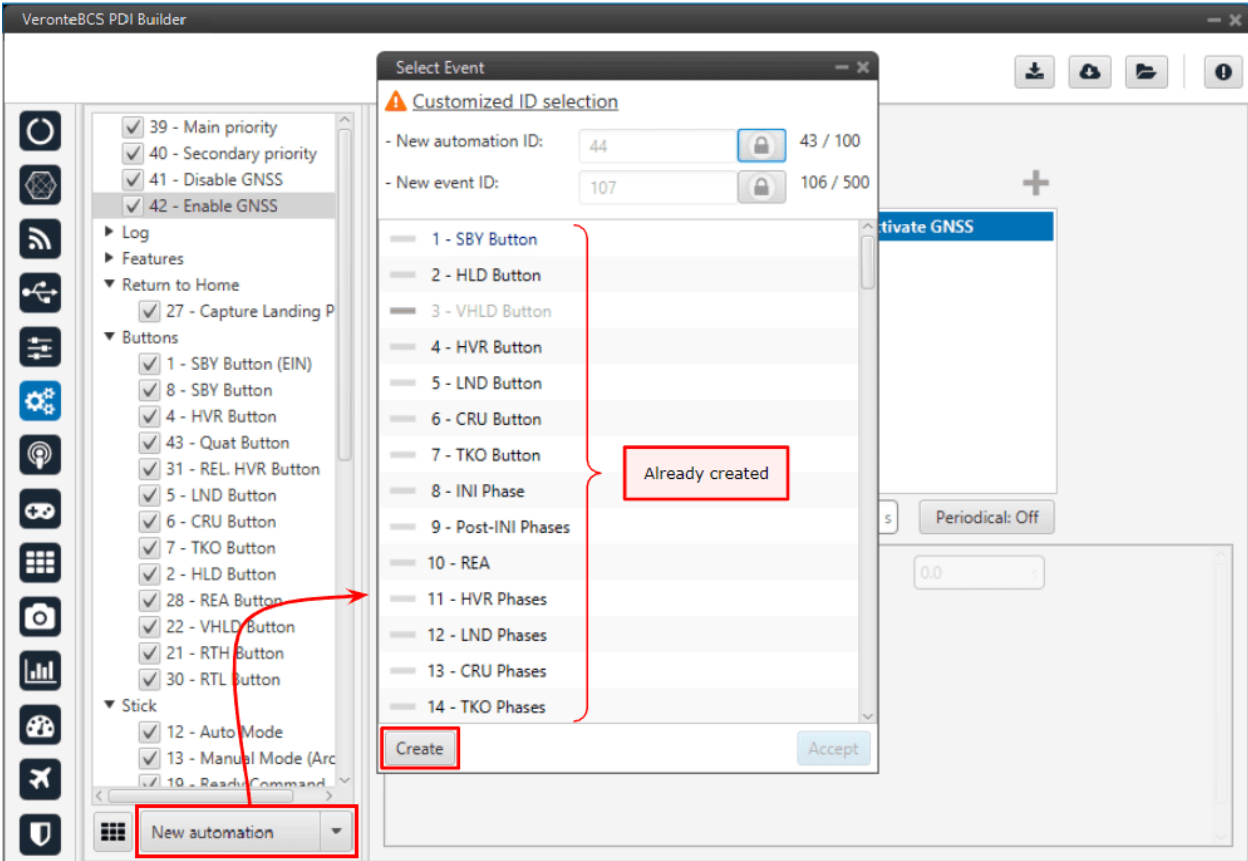 VeronteBCS PDI Builder
Select Event
Customized ID selection
- New automation ID:
44
43 / 100
- New event ID:
107
106 / 500
39 - Main priority
40 - Secondary priority
41 - Disable GNSS
42 - Enable GNSS
Log
Features
Return to Home
27 - Capture Landing P
Buttons
1 - SBY Button (EIN)
8 - SBY Button
4 - HVR Button
43 - Quat Button
31 - REL. HVR Button
5 - LND Button
6 - CRU Button
7 - TKO Button
2 - HLD Button
28 - REA Button
22 - VHLD Button
21 - RTH Button
30 - RTL Button
Stick
12 - Auto Mode
13 - Manual Mode (Arc
19 - Ready Command
New automation
1 - SBY Button
2 - HLD Button
3 - VHLD Button
4 - HVR Button
5 - LND Button
6 - CRU Button
7 - TKO Button
8 - INI Phase
9 - Post-INI Phases
10 - REA
11 - HVR Phases
12 - LND Phases
13 - CRU Phases
14 - TKO Phases
Already created
Create
Accept
tivate GNSS
s
Periodical: Off
0.0
s